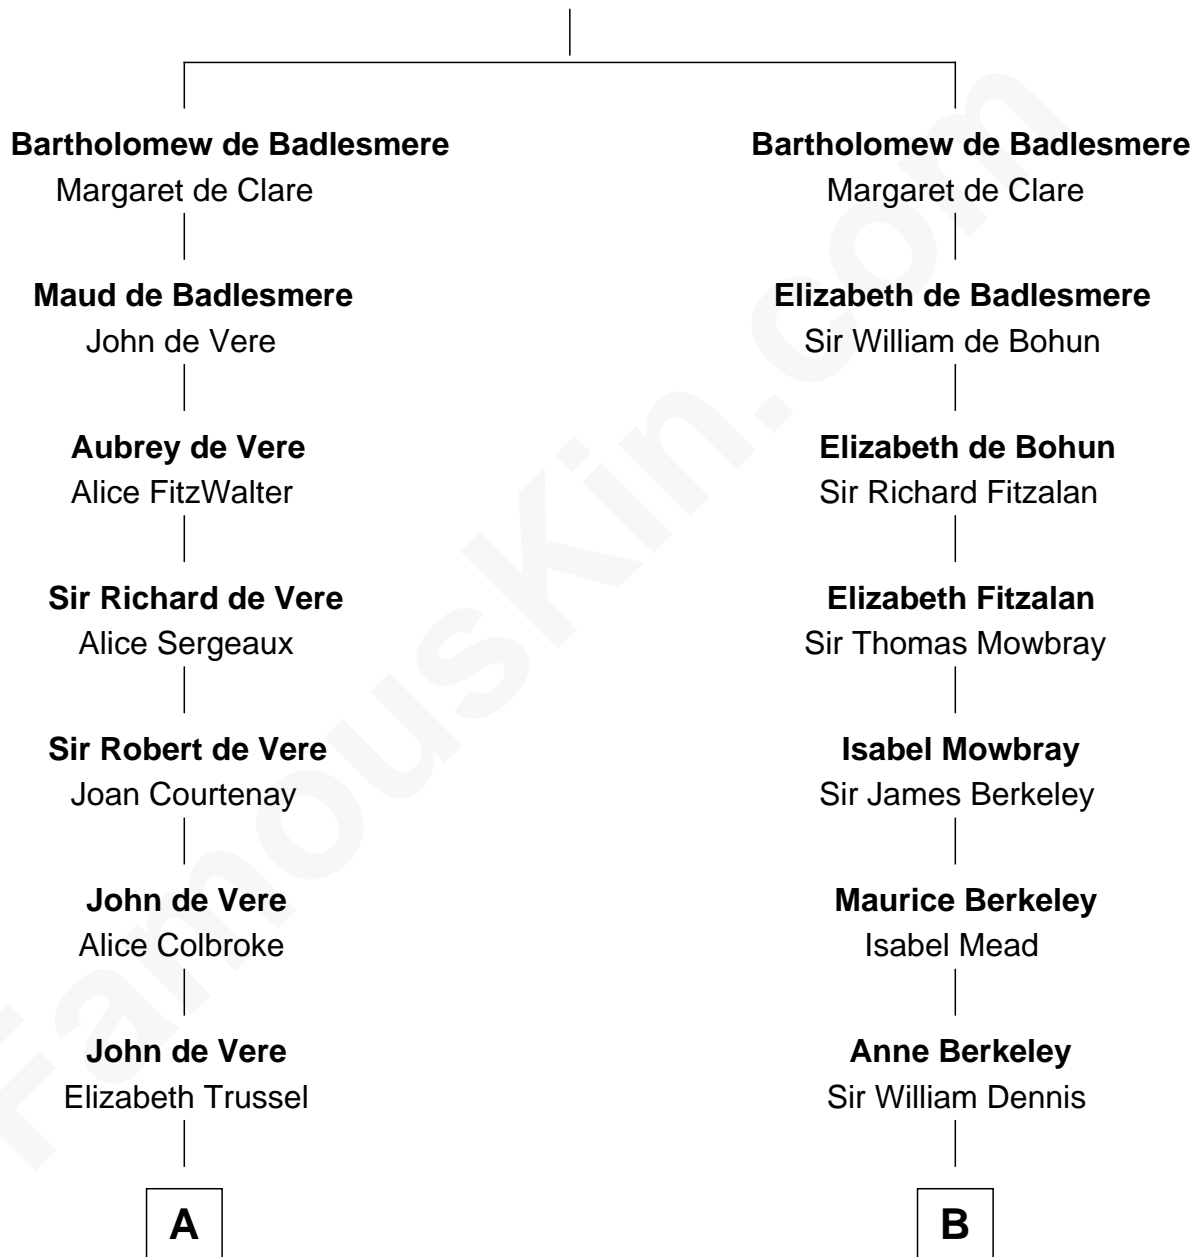 Bartholomew de Badlesmere
Margaret de Clare
Maud de Badlesmere
John de Vere
Aubrey de Vere
Alice FitzWalter
Sir Richard de Vere
Alice Sergeaux
Sir Robert de Vere
Joan Courtenay
John de Vere
Alice Colbroke
John de Vere
Elizabeth Trussel
A
Bartholomew de Badlesmere
Margaret de Clare
Elizabeth de Badlesmere
Sir William de Bohun
Elizabeth de Bohun
Sir Richard Fitzalan
Elizabeth Fitzalan
Sir Thomas Mowbray
Isabel Mowbray
Sir James Berkeley
Maurice Berkeley
Isabel Mead
Anne Berkeley
Sir William Dennis
B
FamousKin.com